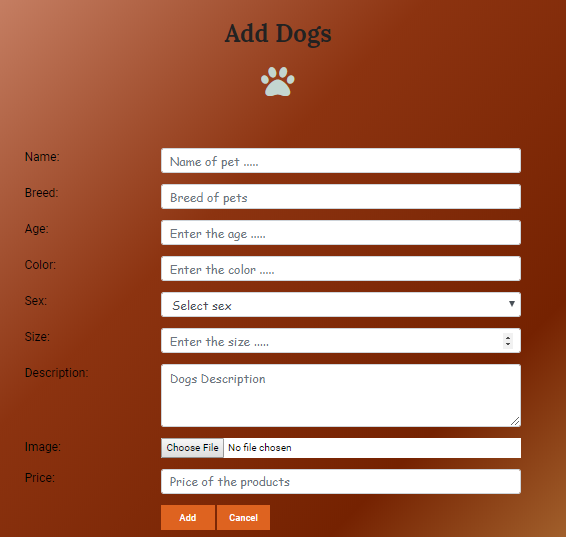 Add Dogs
Name:
Name of pet .....
Breed:
Breed of pets
Age:
Enter the age .....
Color:
Enter the color .....
Sex:
Select sex
Size:
Enter the size .....
Description:
Dogs Description
Image:
Choose File No file chosen
Price:
Price of the products
Add Cancel